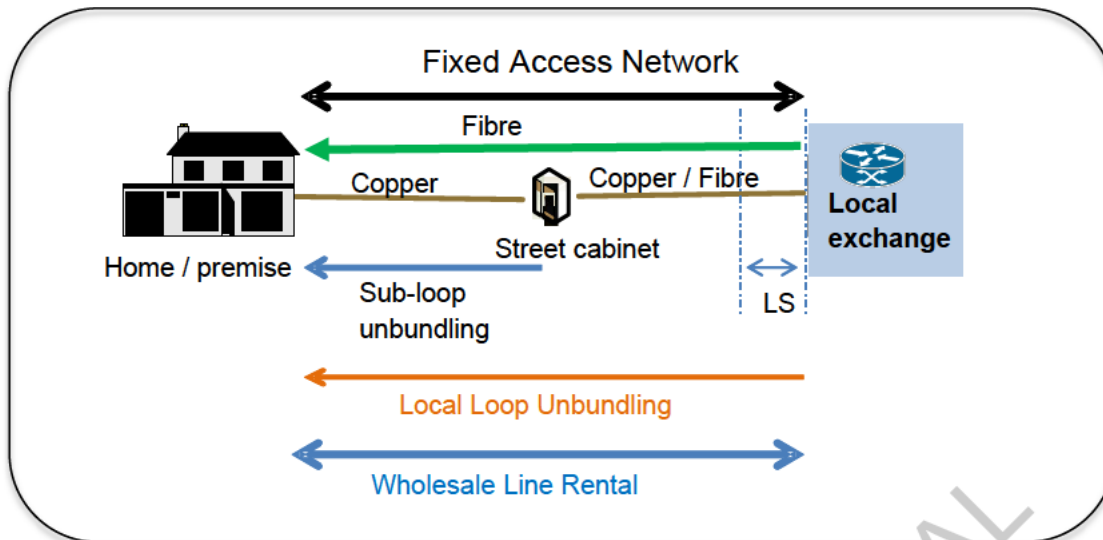 Fixed Access Network
Fibre
Copper
Copper / Fibre
Local
exchange
Street cabinet
Home / premise
Sub-loop
unbundling
LS
Local Loop Unbundling
Wholesale Line Rental